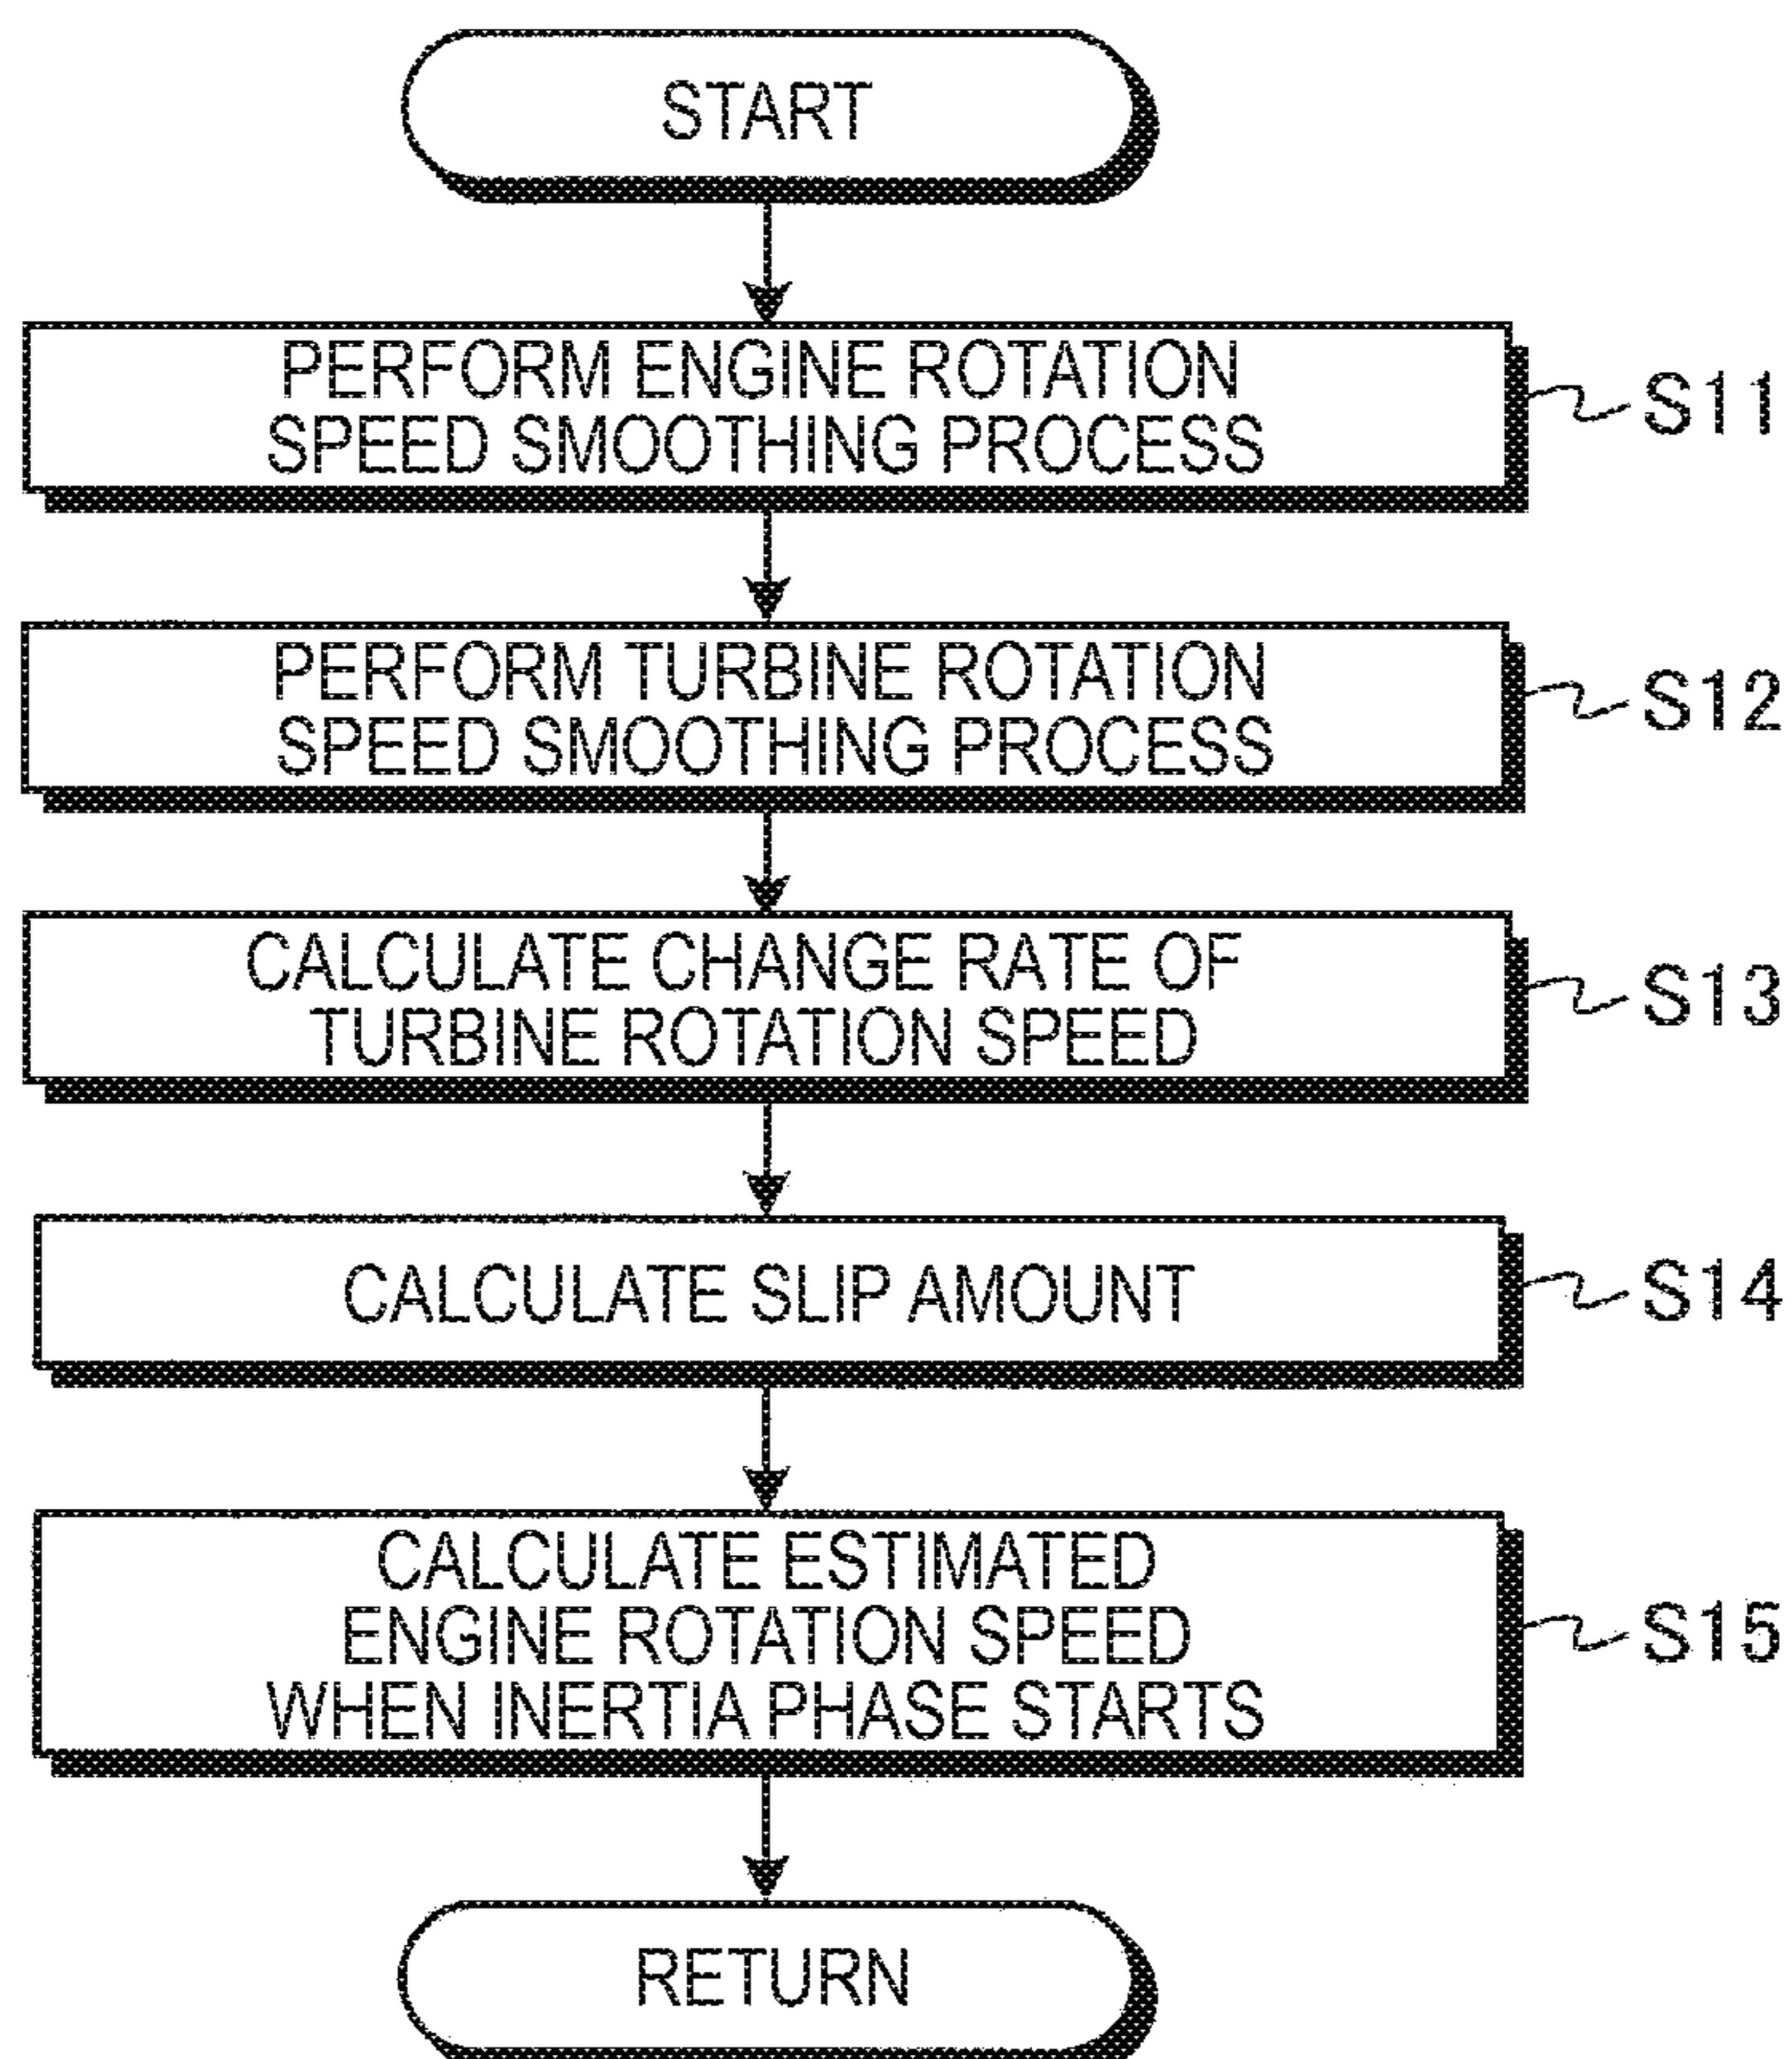 START
PERFORM ENGINE ROTATION
SPEED SMOOTHING PROCESS
S11
PERFORM TURBINE ROTATION
SPEED SMOOTHING PROCESS
S12
CALCULATE CHANGE RATE OF
TURBINE ROTATION SPEED
S13
CALCULATE SLIP AMOUNT
S14
CALCULATE ESTIMATED
ENGINE ROTATION SPEED
WHEN INERTIA PHASE STARTS
S15
RETURN